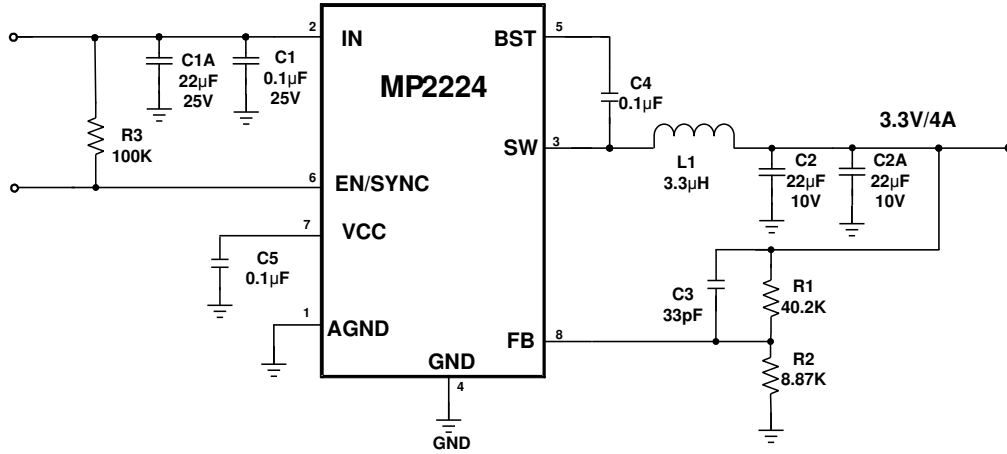 2
IN
C1A
22µF
25V
C1
0.1µF
25V
MP2224
BST
5
C4
0.1µF
R3
100K
SW
3
L1
3.3µH
3.3V/4A
C2
22µF
10V
C2A
22µF
10V
6
EN/SYNC
7
VCC
C5
0.1µF
1
AGND
GND
4
GND
FB
8
C3
33pF
R1
40.2K
R2
8.87K